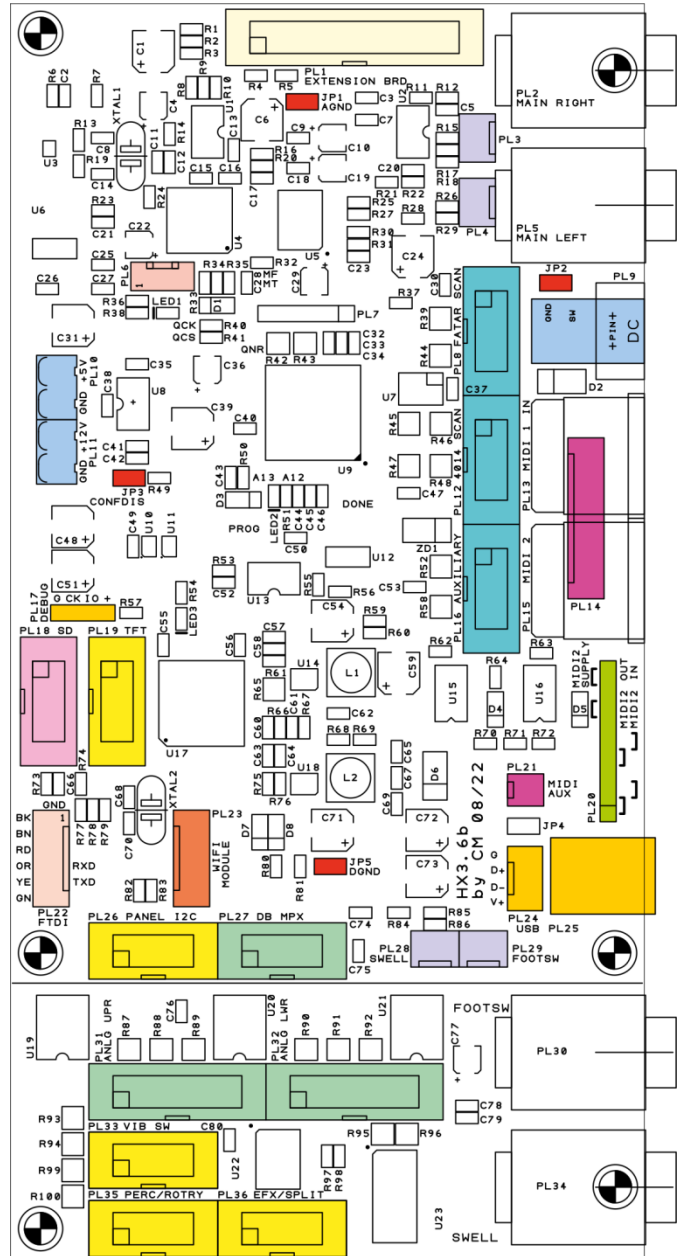 R1
R2
R3
C1
+
R6
C2
R7
XTAL1
C4
R8
R9
R10
U1
R4
R5
PL1
EXTENSION BRD
JP1
AGND
C3
C7
R11
R12
U2
C5
PL3
PL2
MAIN RIGHT
R13
U3
R19
C8
C14
C11
C12
R14
C13
C6
C9
C10
R15
R16
R20
C15
C16
C17
C18
C19
C20
R21
R22
R17
R18
PL4
PL5
MAIN LEFT
R24
U6
R23
C21
C22
U4
U5
R25
R27
R28
R26
R29
R30
R31
C23
C24
C25
C26
C27
PL6
1
R34
R35
R33
D1
C28
MF
MT
R32
C29
C30
R37
JP2
PL9
GND
SW
+PIN+
DC
R36
R38
LED1
C31
QCK
QCS
R40
R41
PL7
C32
C33
C34
QNR
R42
R43
R39
R44
PL8 FATAR SCAN
PL10
+5V
GND
+12V
PL11
GND
C35
C38
U8
C36
C39
C40
U9
U7
C37
D2
C41
C42
JP3
CONFDIS
R49
C43
R50
D3
A13
A12
DONE
PROG
LED2
R51
C44
C45
C46
C50
R45
R46
R47
R48
C47
PL12 4014 SCAN
PL13 MIDI 1 IN
PL14
C48
C49
U10
U11
C51
R53
C52
U13
U12
ZD1
R52
R55
R56
C53
R58
PL16 AUXILIARY
PL15 MIDI 2
PL17
DEBUG
G CK IO +
R57
R54
LED3
C54
R59
R60
R62
R63
PL18 SD
PL19 TFT
C55
C56
C57
C58
U14
R65
R61
L1
C59
U15
R64
U16
MIDI2
SUPPLY
MIDI2 OUT
MIDI2 IN
D4
D5
U17
C60
R66
C61
R67
C62
R68
R69
R70
R71
R72
C63
C64
R75
R76
U18
L2
C65
C67
C69
D6
PL20
PL21
MIDI
AUX
R73
C66
R74
GND
BK
BN
RD
OR
YE
GN
1
RXD
TXD
PL22
FTDI
R77
R78
R79
C68
C70
XTAL2
R82
R83
PL23
WIFI
MODULE
D7
D8
R80
R81
C71
JP5
DGND
C72
C73
HX3.6b
by CM 08/22
JP4
G
D+
D-
V+
PL24
USB
PL25
PL26 PANEL I2C
PL27 DB MPX
C74
C75
R84
R85
R86
PL28
SWELL
PL29
FOOTSW
U19
PL31
ANLG UPR
R87
R88
C76
R89
U20
PL32
ANLG LWR
R90
R91
R92
U21
FOOTSW
C77
PL30
C78
C79
R93
R94
R99
R100
PL33 VIB SW
C80
U22
R95
R96
R97
R98
U23
PL35 PERC/ROTRY
PL36 EFX/SPLIT
PL34
SWELL